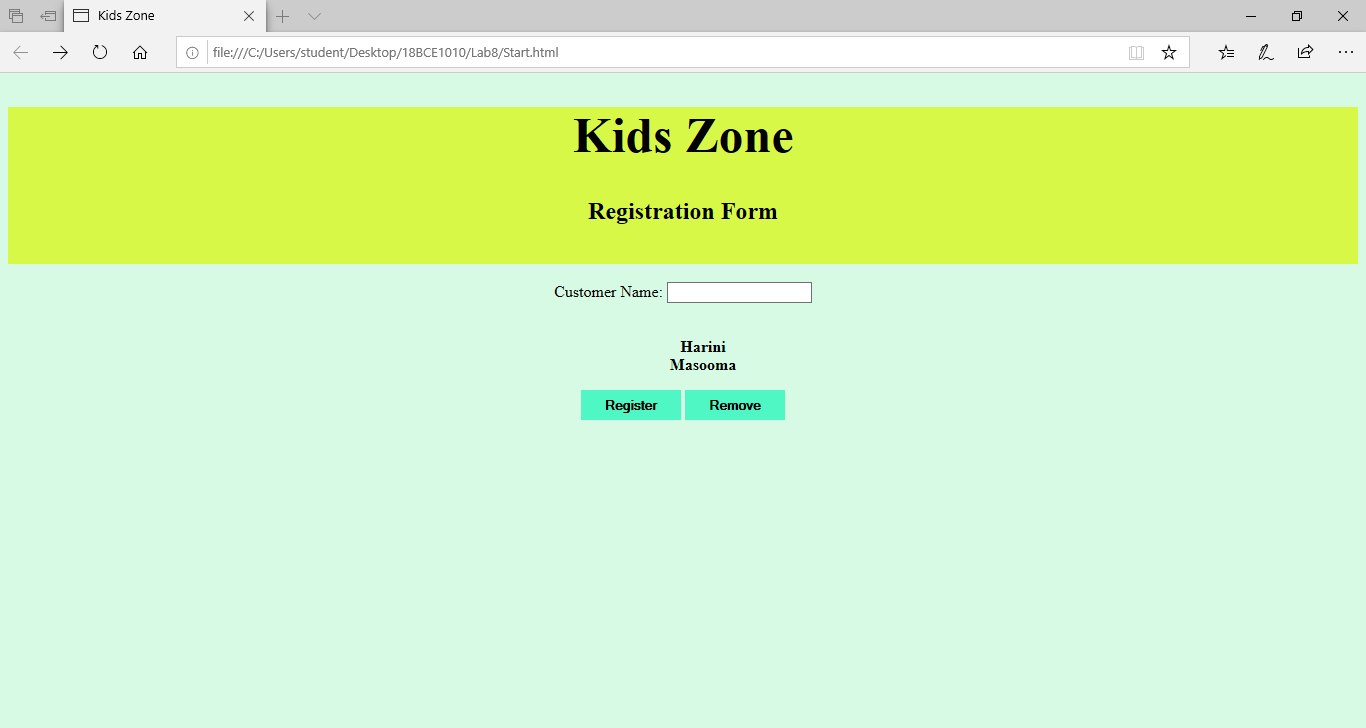 Kids Zone
file:///C:/Users/student/Desktop/18BCE1010/Lab8/Start.html
Kids Zone
Registration Form
Customer Name:
Harini
Masooma
Register Remove